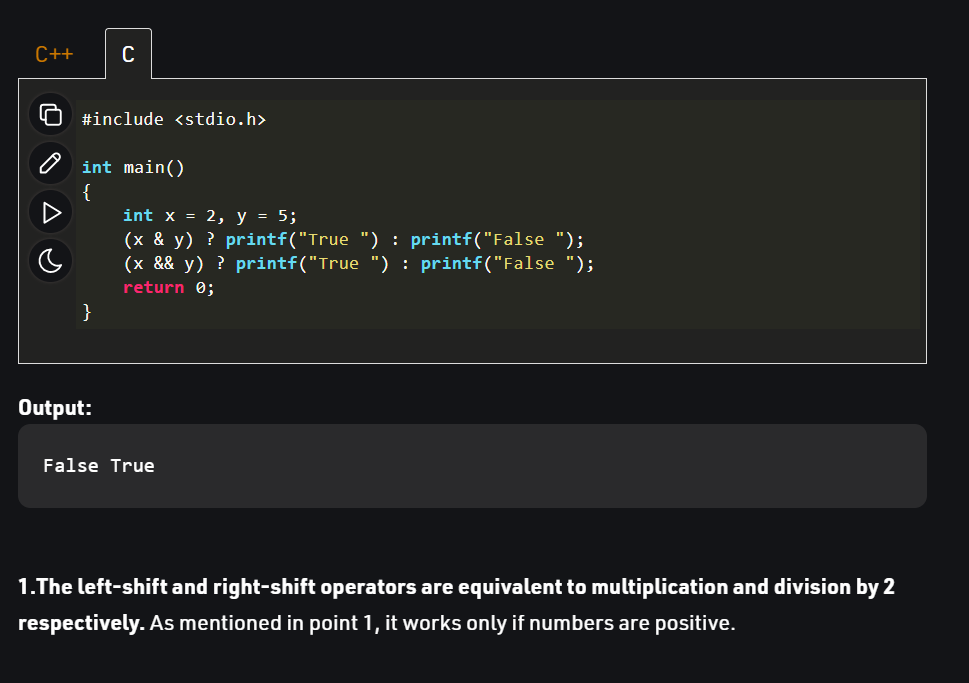 C++ C
#include <stdio.h>
int main()
{
    int x = 2, y = 5;
    (x & y) ? printf("True ") : printf("False ");
    (x && y) ? printf("True ") : printf("False ");
    return 0;
}
Output:
False True
1.The left-shift and right-shift operators are equivalent to multiplication and division by 2
respectively. As mentioned in point 1, it works only if numbers are positive.